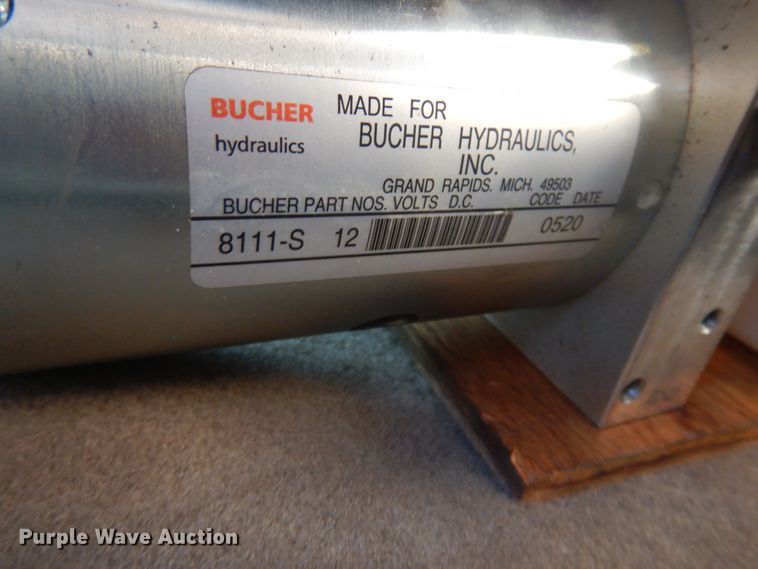 BUCHER
hydraulics
MADE FOR
BUCHER HYDRAULICS,
INC.
GRAND RAPIDS. MICH. 49503
BUCHER PART NOS. VOLTS D.C. CODE DATE
8111-S 12 0520
Purple Wave Auction